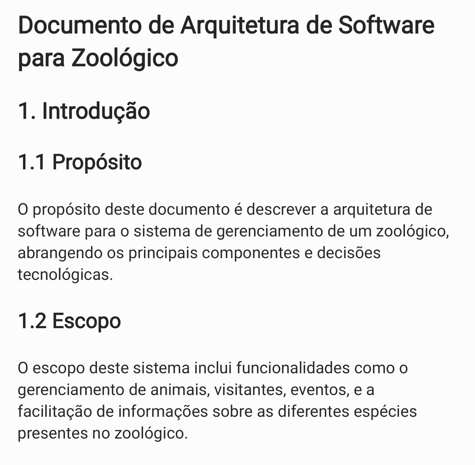 Documento de Arquitetura de Software
para Zoológico
1. Introdução
1.1 Propósito
O propósito deste documento é descrever a arquitetura de
software para o sistema de gerenciamento de um zoológico,
abrangendo os principais componentes e decisões
tecnológicas.
1.2 Escopo
O escopo deste sistema inclui funcionalidades como o
gerenciamento de animais, visitantes, eventos, e a
facilitação de informações sobre as diferentes espécies
presentes no zoológico.